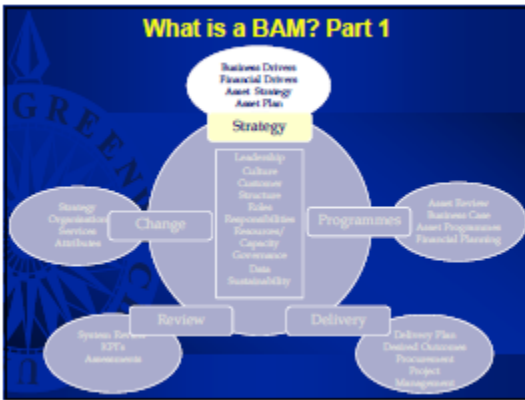 What is a BAM? Part 1
Business Drivers
Financial Drivers
Asset Strategy
Asset Plan
Strategy
Leadership
Culture
Customer
Structure
Roles
Responsibilities
Resources/
Capacity
Governance
Data
Sustainability
Strategy
Organisation
Services
Attributes
Change
Programmes
Asset Review
Business Case
Asset Programmes
Financial Planning
Review
System Review
KPI's
Assessments
Delivery
Delivery Plan
Desired Outcomes
Procurement
Project
Management
GREEN